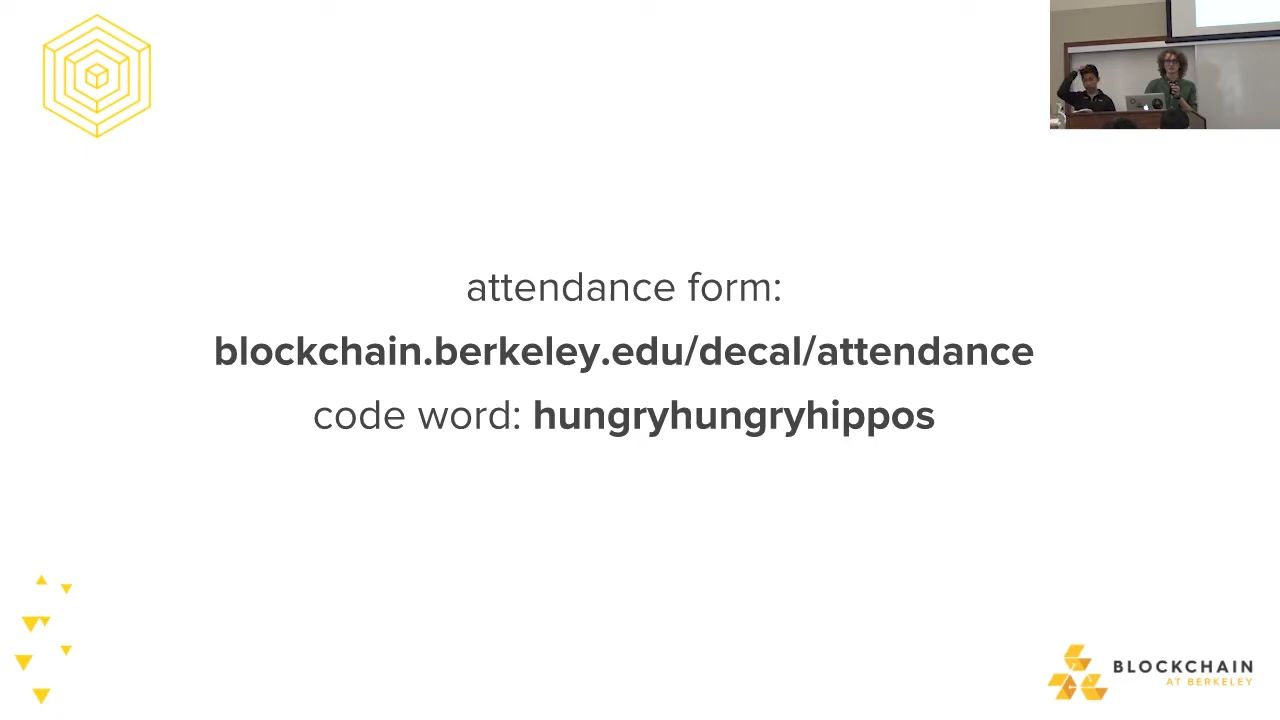 attendance form:
blockchain.berkeley.edu/decal/attendance
code word: hungryhungryhippos
BLOCKCHAIN
AT BERKELEY